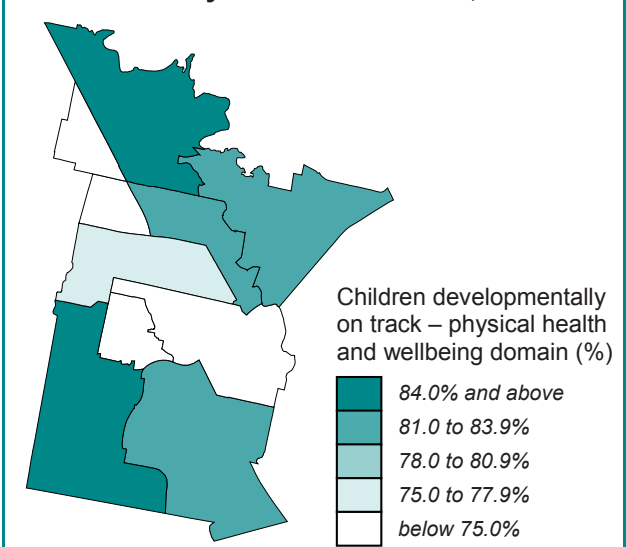 Children developmentally
on track – physical health
and wellbeing domain (%)
84.0% and above
81.0 to 83.9%
78.0 to 80.9%
75.0 to 77.9%
below 75.0%